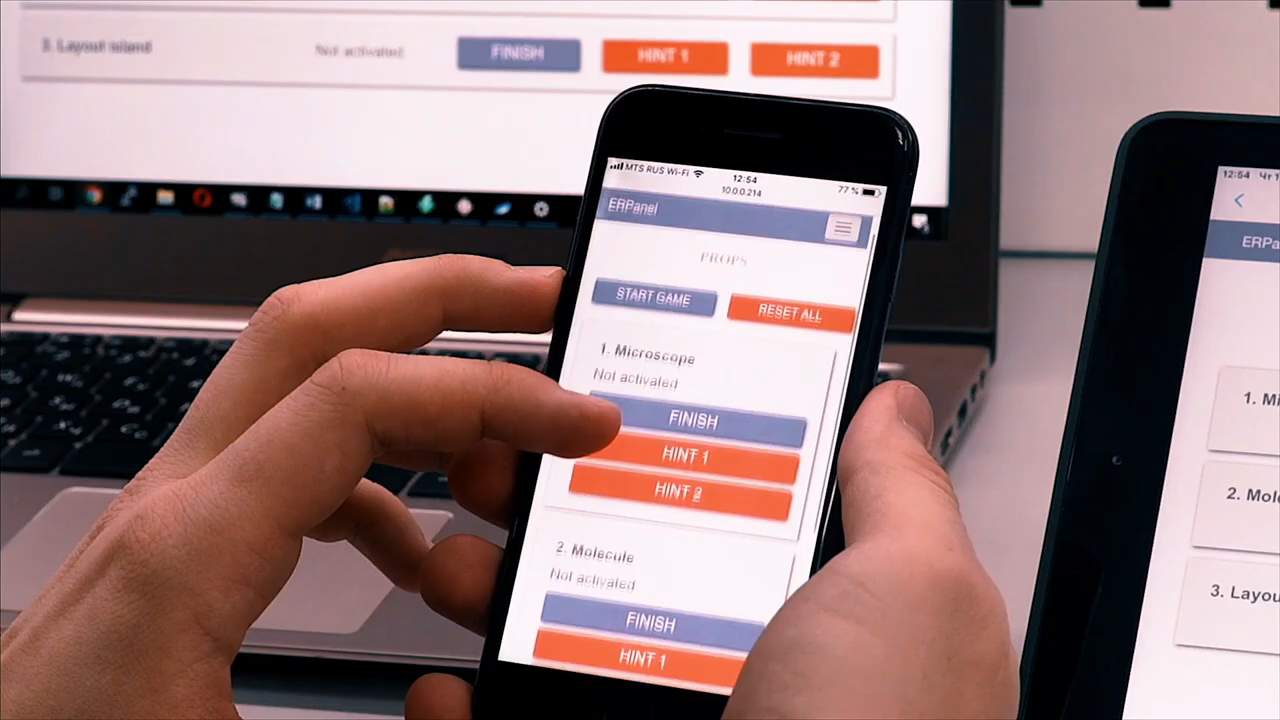 3. Layout island
Not activated
FINISH
HINT 1
HINT 2
MTS RUS Wi-Fi
12:54
77 %
10.0.0.214
ERPanel
PROPS
START GAME
RESET ALL
1. Microscope
Not activated
FINISH
HINT 1
HINT 2
2. Molecule
Not activated
FINISH
HINT 1
12:54 Чт 1
ERPa
1. Mi
2. Mole
3. Layou